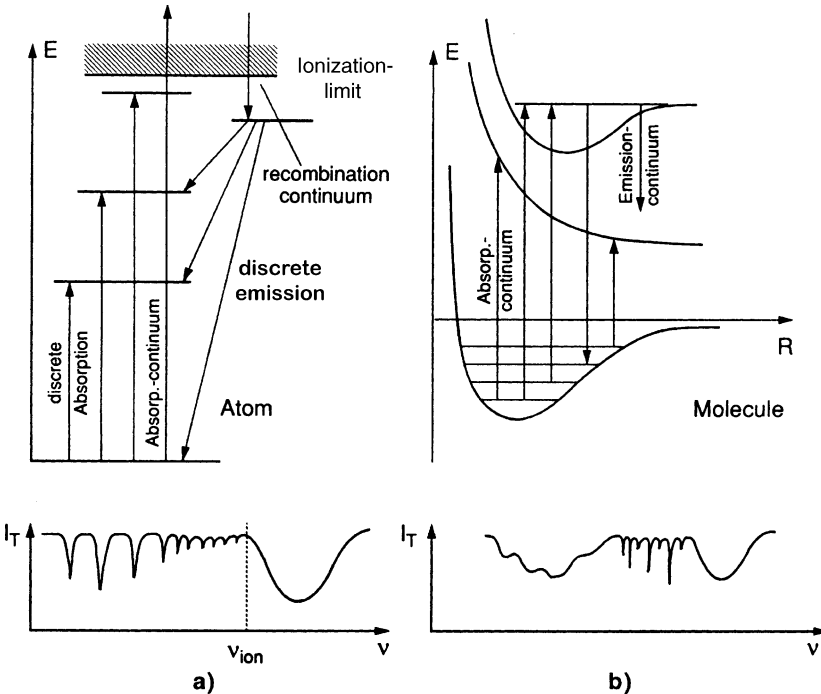 E
Ionization-
limit
recombination
continuum
discrete
emission
discrete
Absorption
Absorp.-continuum
Atom
I_T
ν_ion
ν
a)
E
Emission-
continuum
Absorp.-
continuum
R
Molecule
I_T
ν
b)